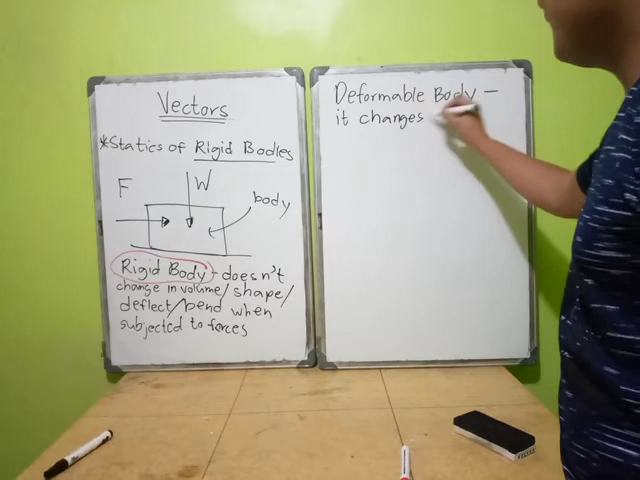 Vectors
*Statics of Rigid Bodies
F
W
body
Rigid Body - doesn't
change in volume/shape/
deflect/bend when
subjected to forces
Deformable Body -
it changes